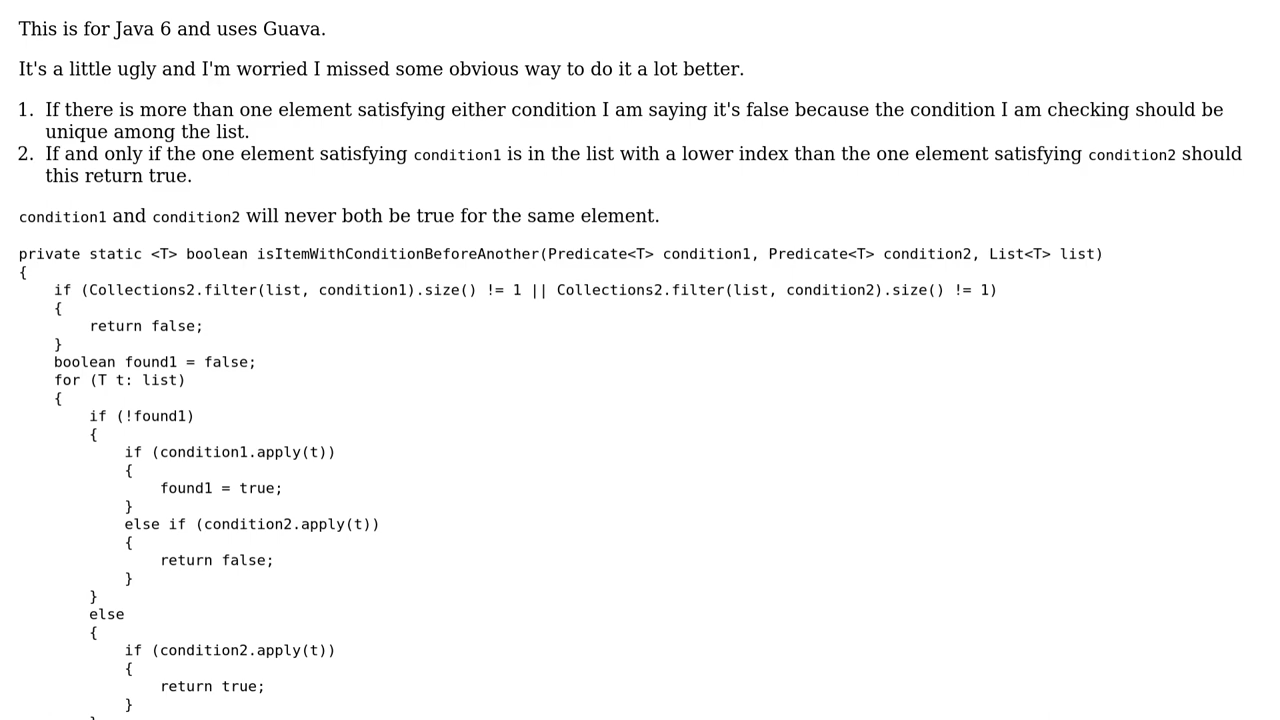 This is for Java 6 and uses Guava.
It's a little ugly and I'm worried I missed some obvious way to do it a lot better.
1. If there is more than one element satisfying either condition I am saying it's false because the condition I am checking should be
unique among the list.
2. If and only if the one element satisfying condition1 is in the list with a lower index than the one element satisfying condition2 should
this return true.
condition1 and condition2 will never both be true for the same element.
private static <T> boolean isItemWithConditionBeforeAnother(Predicate<T> condition1, Predicate<T> condition2, List<T> list)
{
    if (Collections2.filter(list, condition1).size() != 1 || Collections2.filter(list, condition2).size() != 1)
    {
        return false;
    }
    boolean found1 = false;
    for (T t: list)
    {
        if (!found1)
        {
            if (condition1.apply(t))
            {
                found1 = true;
            }
            else if (condition2.apply(t))
            {
                return false;
            }
        }
        else
        {
            if (condition2.apply(t))
            {
                return true;
            }